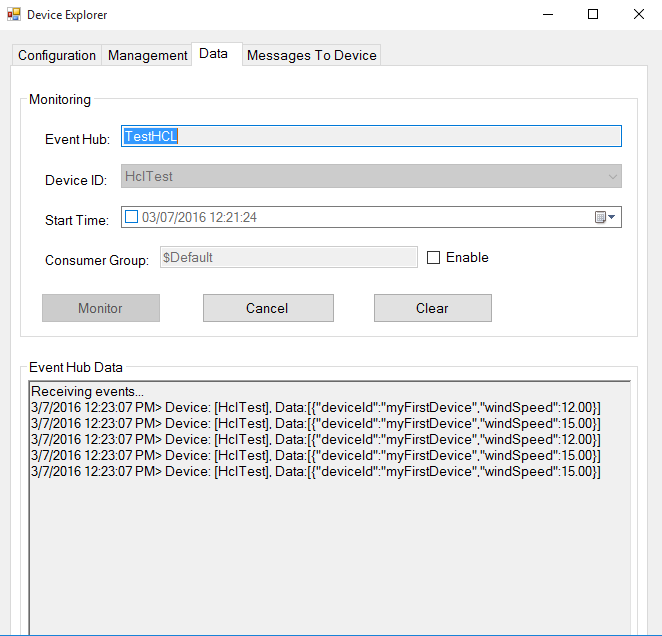 Device Explorer
Configuration Management Data Messages To Device
Monitoring
Event Hub: TestHCL
Device ID: HclTest
Start Time: 03/07/2016 12:21:24
Consumer Group: $Default Enable
Monitor Cancel Clear
Event Hub Data
Receiving events...
3/7/2016 12:23:07 PM> Device: [HclTest], Data:[{"deviceId":"myFirstDevice","windSpeed":12.00}]
3/7/2016 12:23:07 PM> Device: [HclTest], Data:[{"deviceId":"myFirstDevice","windSpeed":15.00}]
3/7/2016 12:23:07 PM> Device: [HclTest], Data:[{"deviceId":"myFirstDevice","windSpeed":12.00}]
3/7/2016 12:23:07 PM> Device: [HclTest], Data:[{"deviceId":"myFirstDevice","windSpeed":15.00}]
3/7/2016 12:23:07 PM> Device: [HclTest], Data:[{"deviceId":"myFirstDevice","windSpeed":15.00}]